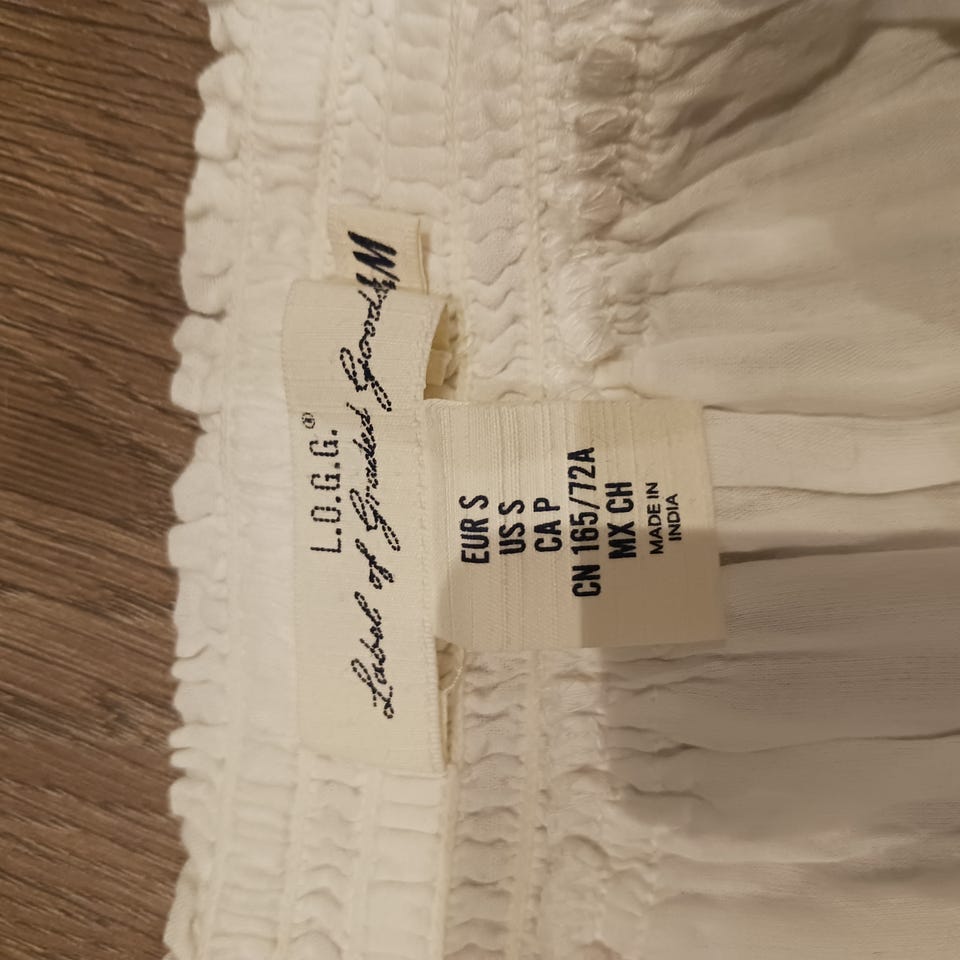 L.O.G.G.®
Label of Graded Goods
&M
EUR S
US S
CA P
CN 165/72A
MX CH
MADE IN
INDIA